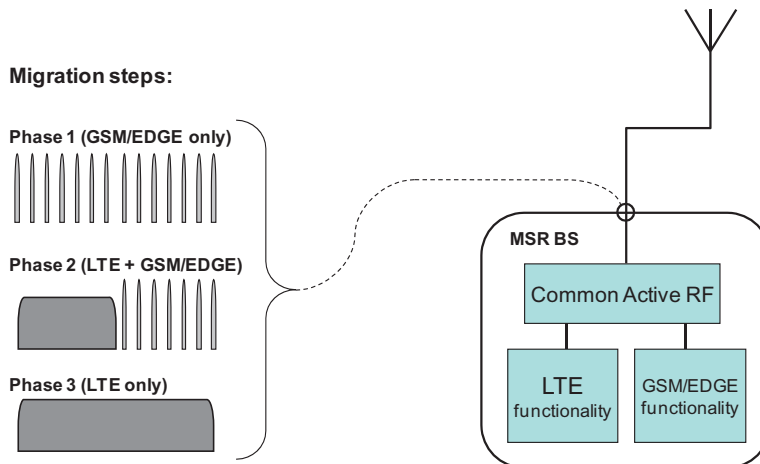 Migration steps:
Phase 1 (GSM/EDGE only)
Phase 2 (LTE + GSM/EDGE)
Phase 3 (LTE only)
MSR BS
Common Active RF
LTE
functionality
GSM/EDGE
functionality